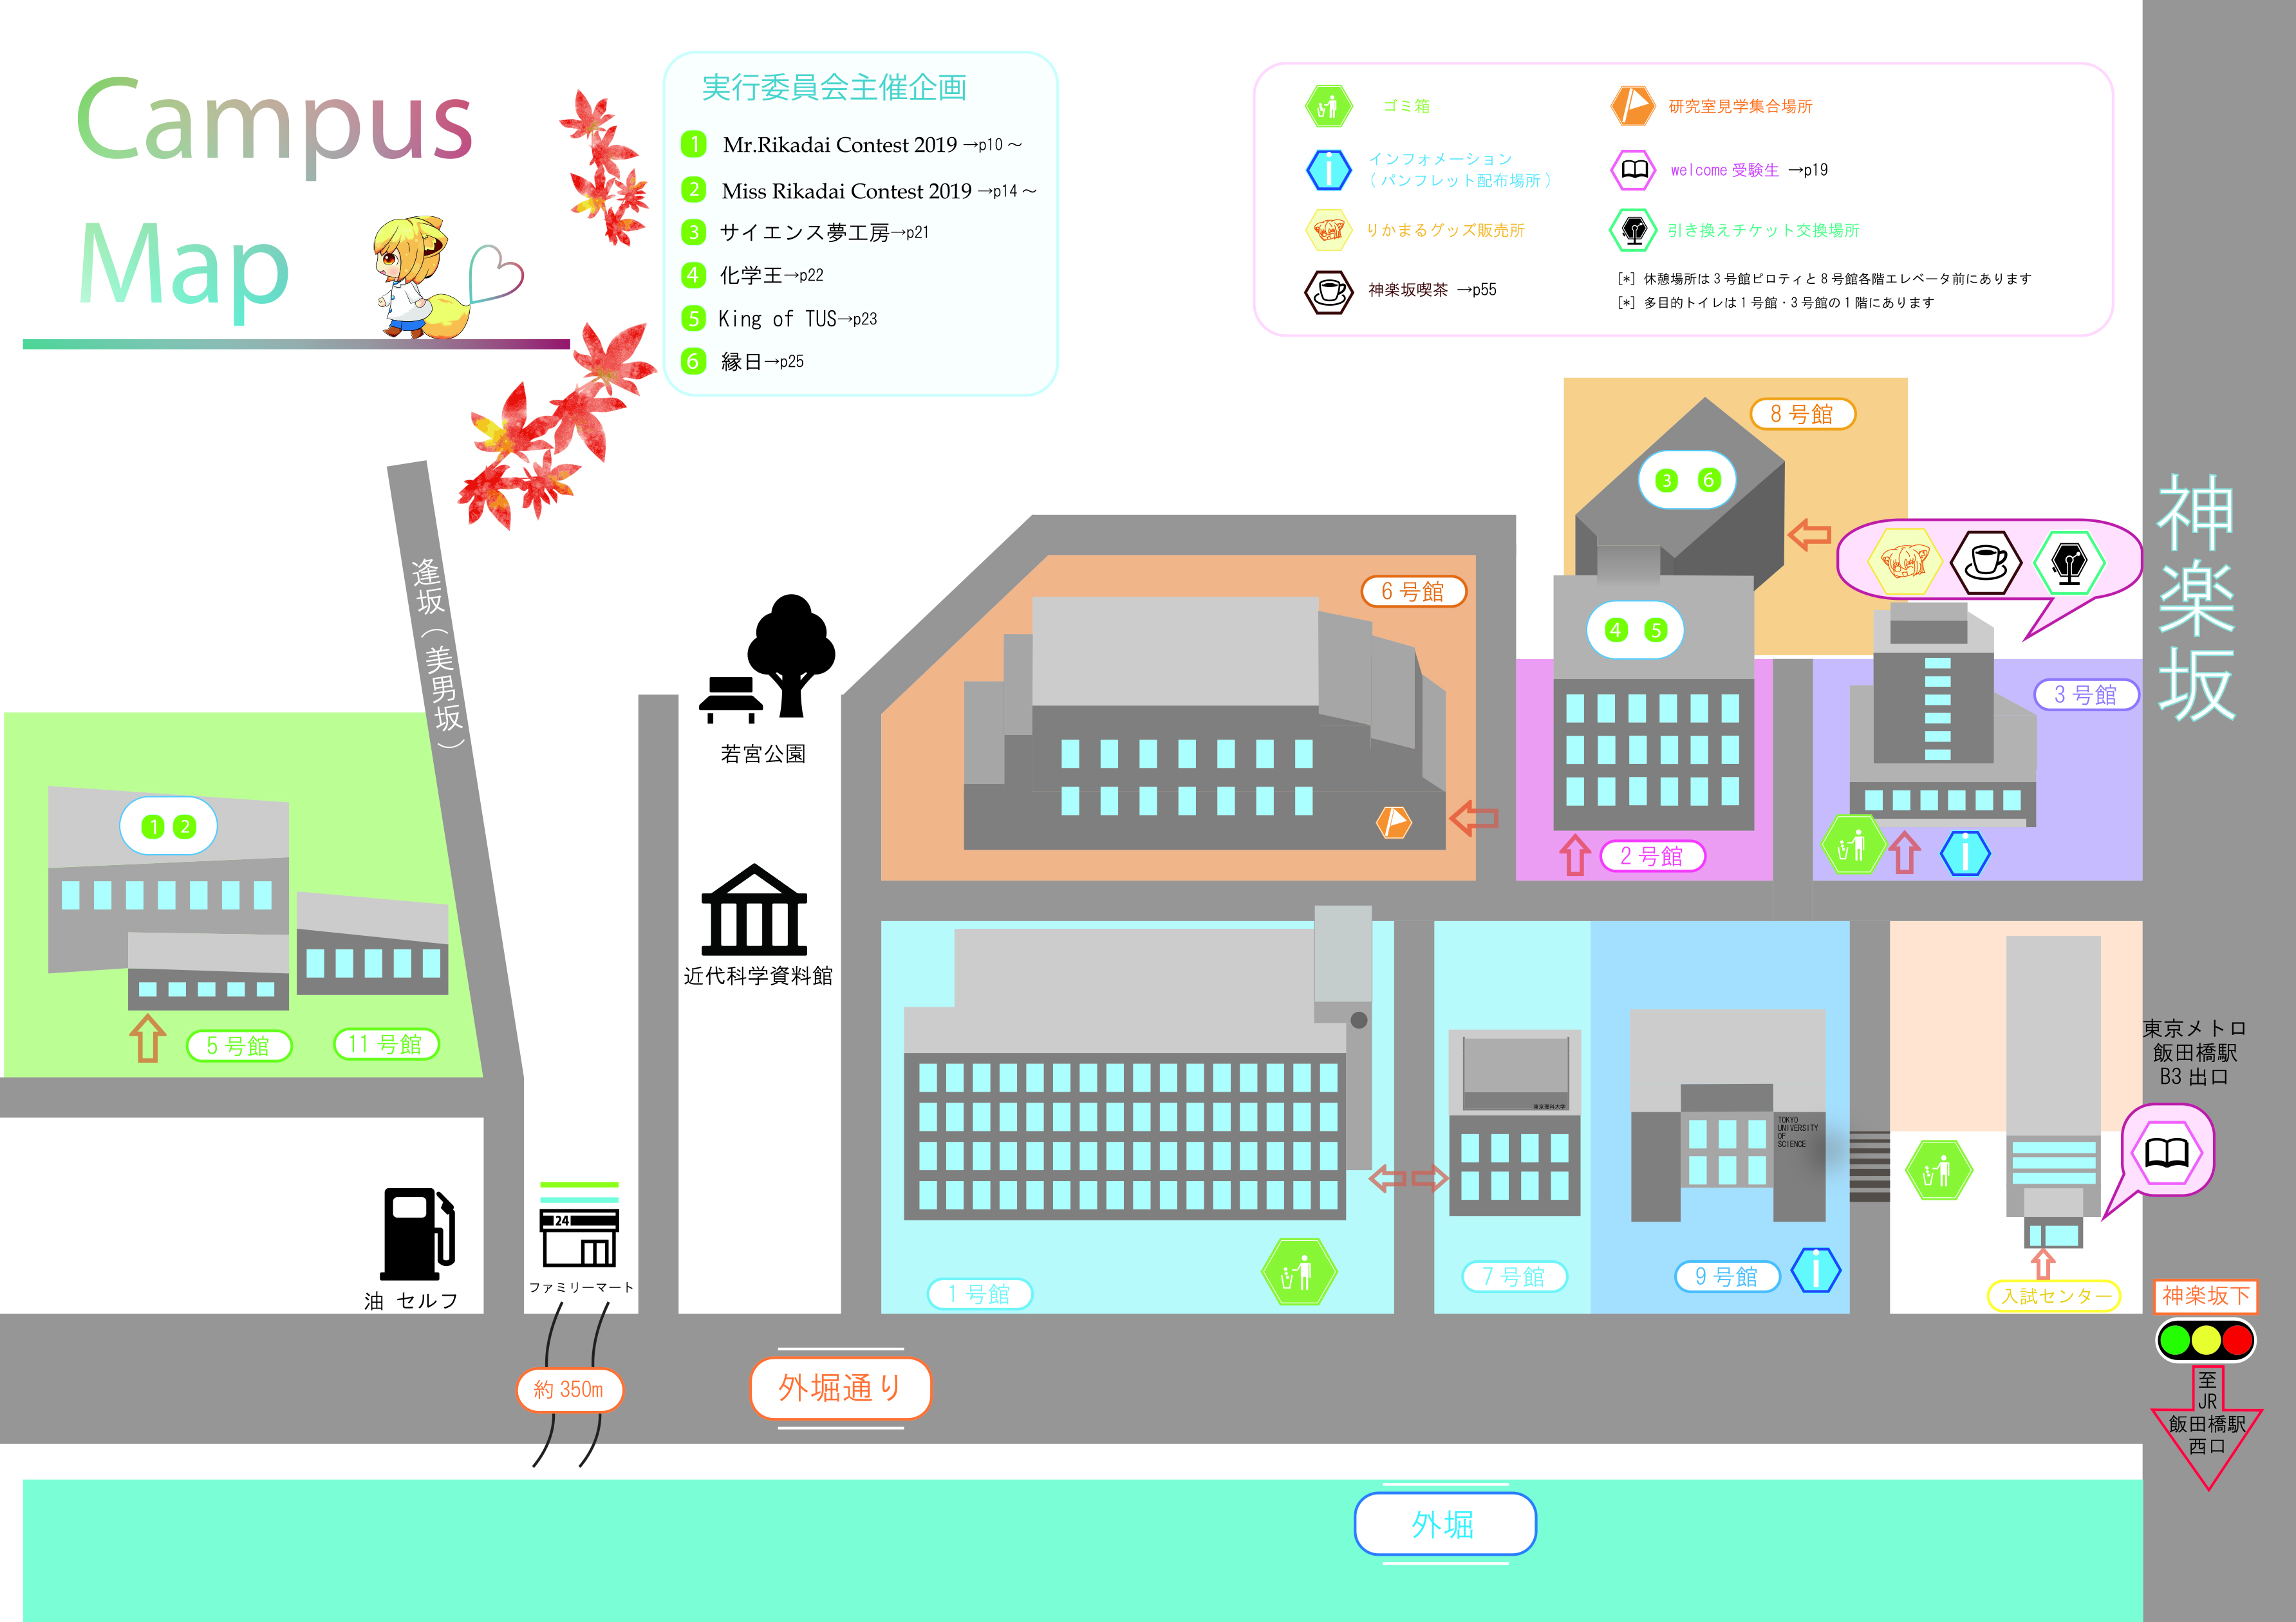 Campus
Map
実行委員会主催企画
1 Mr.Rikadai Contest 2019 →p10～
2 Miss Rikadai Contest 2019 →p14～
3 サイエンス夢工房→p21
4 化学王→p22
5 King of TUS→p23
6 縁日→p25
ゴミ箱
インフォメーション
(パンフレット配布場所)
りかまるグッズ販売所
神楽坂喫茶 →p55
研究室見学集合場所
welcome 受験生 →p19
引き換えチケット交換場所
[*] 休憩場所は3号館ピロティと8号館各階エレベータ前にあります
[*] 多目的トイレは1号館・3号館の1階にあります
8号館
3 6
神楽坂
逢坂（美男坂）
6号館
4 5
3号館
若宮公園
1 2
2号館
近代科学資料館
5号館
11号館
東京メトロ
飯田橋駅
B3 出口
東京理科大学
TOKYO
UNIVERSITY
OF
SCIENCE
24
ファミリーマート
油 セルフ
1号館
7号館
9号館
入試センター
神楽坂下
約350m
外堀通り
至
JR
飯田橋駅
西口
外堀